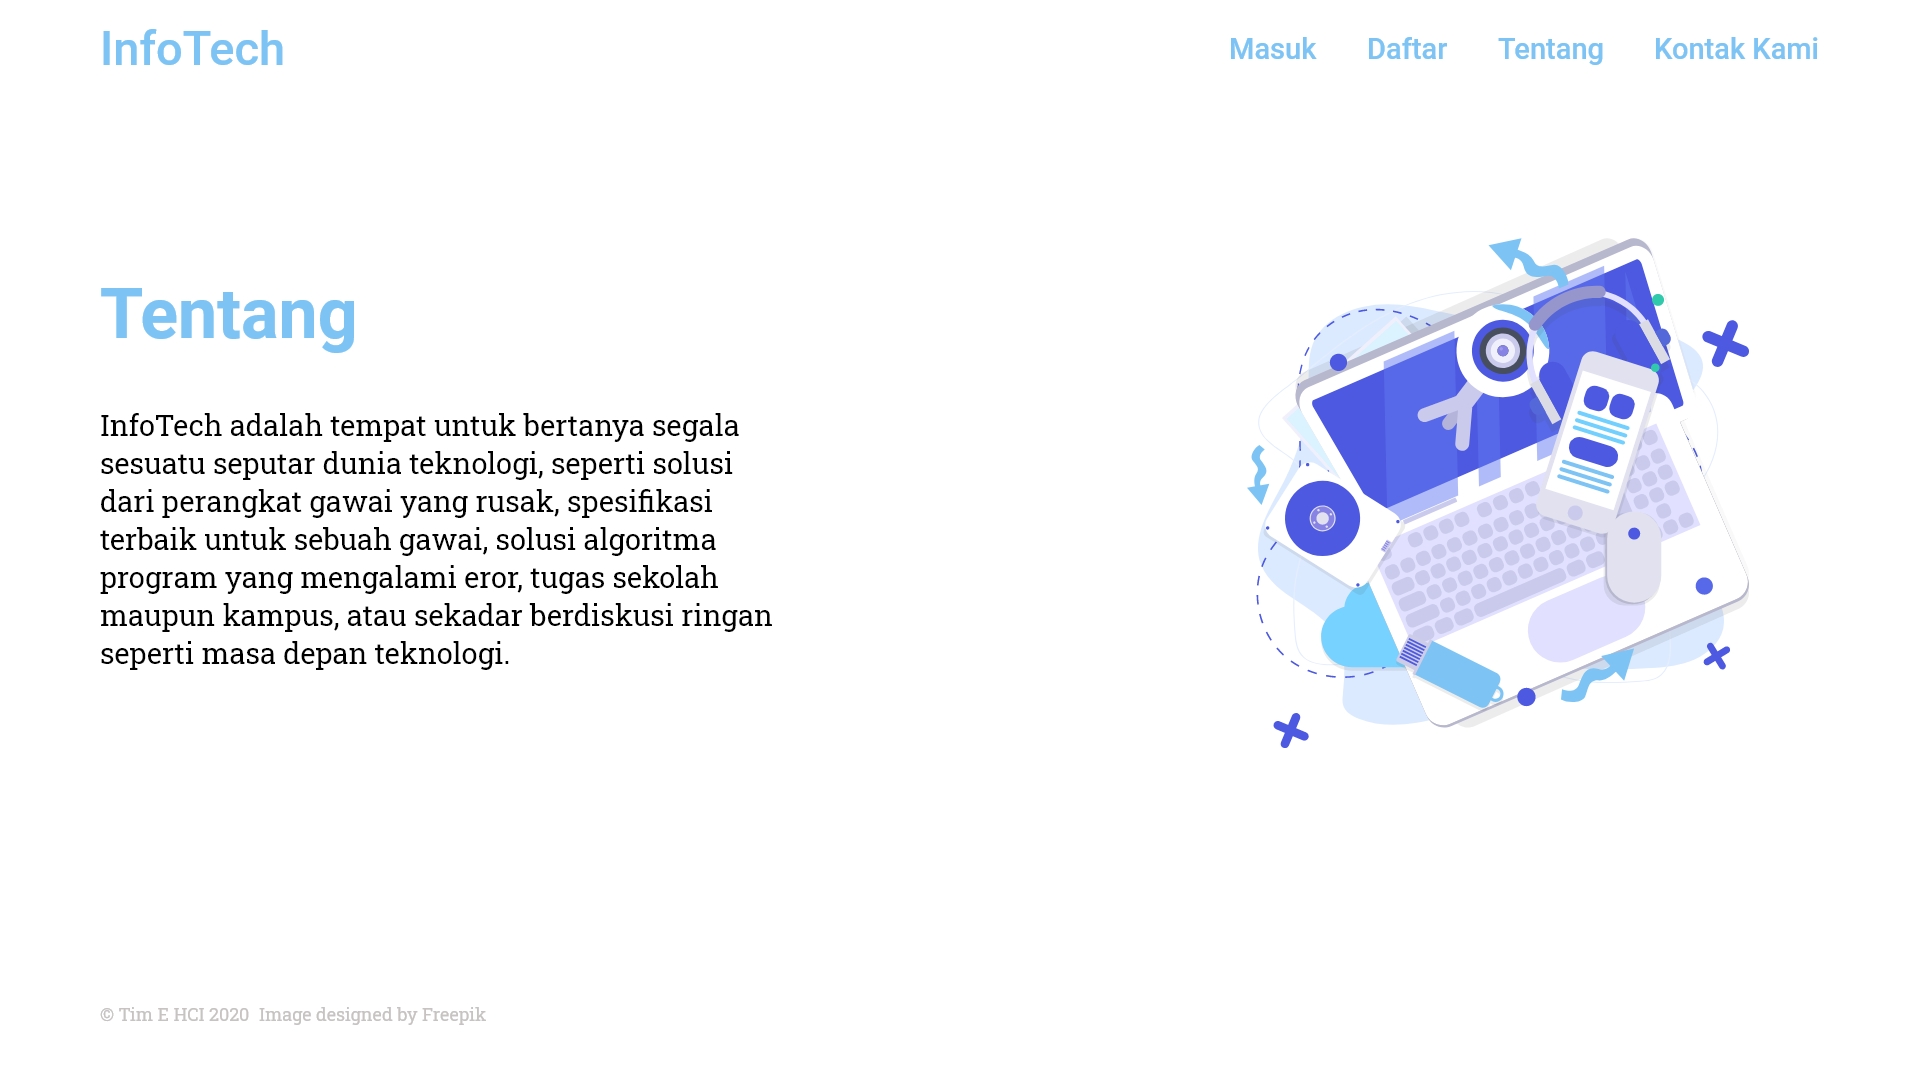 InfoTech
Masuk Daftar Tentang Kontak Kami
Tentang
InfoTech adalah tempat untuk bertanya segala
sesuatu seputar dunia teknologi, seperti solusi
dari perangkat gawai yang rusak, spesifikasi
terbaik untuk sebuah gawai, solusi algoritma
program yang mengalami eror, tugas sekolah
maupun kampus, atau sekadar berdiskusi ringan
seperti masa depan teknologi.
© Tim E HCI 2020 Image designed by Freepik